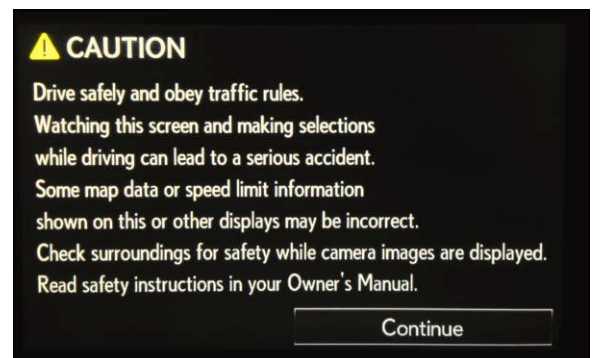 CAUTION
Drive safely and obey traffic rules.
Watching this screen and making selections
while driving can lead to a serious accident.
Some map data or speed limit information
shown on this or other displays may be incorrect.
Check surroundings for safety while camera images are displayed.
Read safety instructions in your Owner's Manual.
Continue